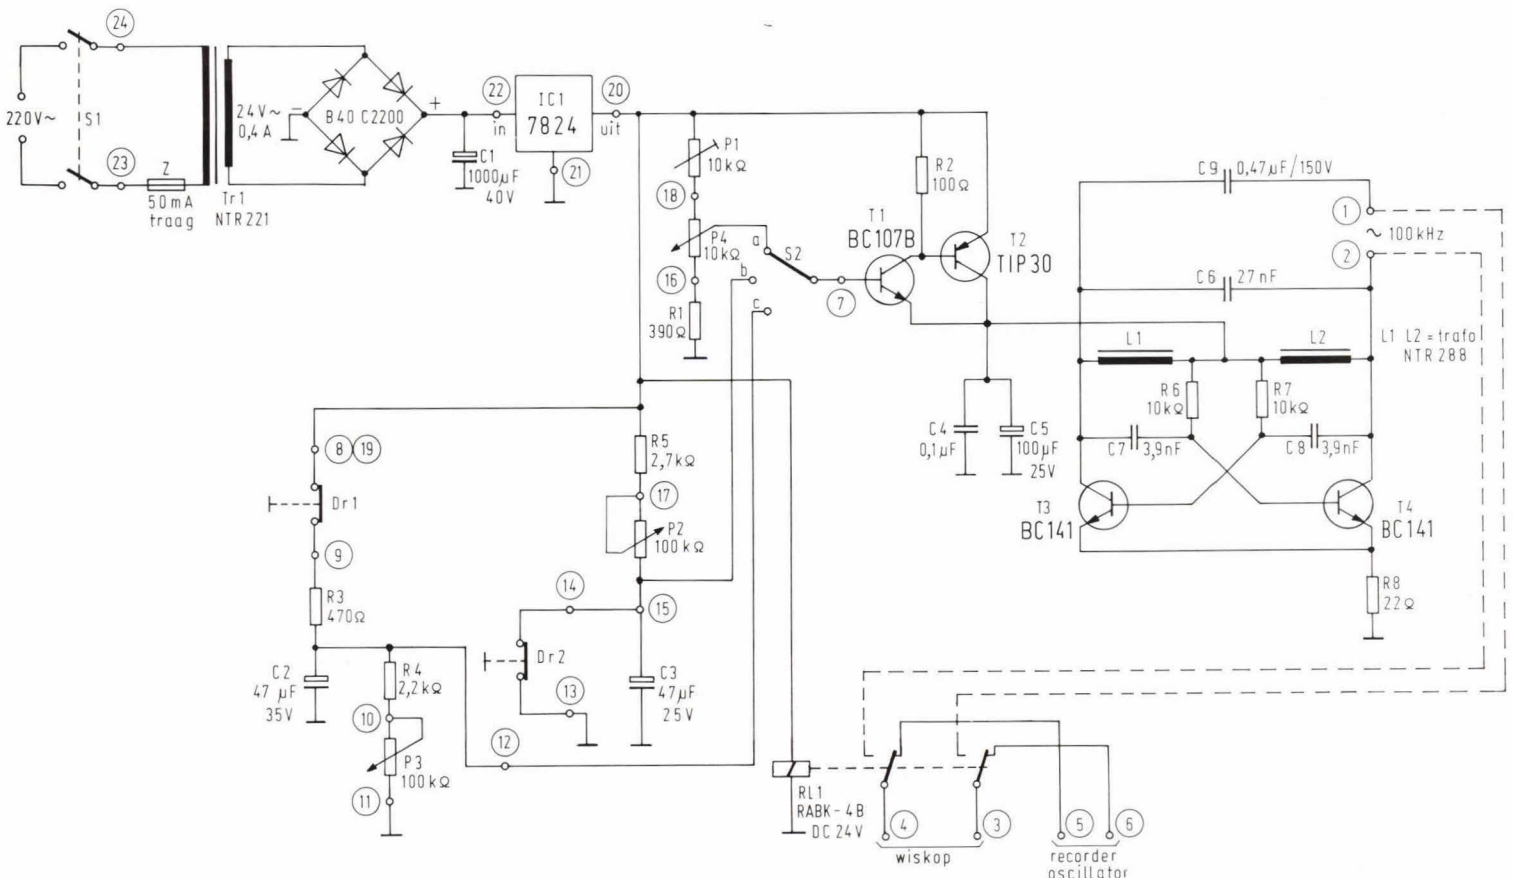 24
220V~
S1
23
Z
50mA
traag
Tr1
NTR221
24V~
0,4A
–
B40 C2200
+
C1
1000µF
40V
22
in
IC1
7824
20
uit
21
P1
10kΩ
18
P4
10kΩ
16
R1
390Ω
a
b
c
S2
7
R2
100Ω
T1
BC107B
T2
TIP30
C9
0,47µF/150V
1
~ 100kHz
2
C6
27nF
L1
L2
L1 L2 = trafo
NTR288
R6
10kΩ
R7
10kΩ
C7
3,9nF
C8
3,9nF
C4
0,1µF
C5
100µF
25V
T3
BC141
T4
BC141
R8
22Ω
8
19
Dr1
9
R3
470Ω
C2
47 µF
35V
R4
2,2kΩ
10
P3
100kΩ
11
12
R5
2,7kΩ
17
P2
100kΩ
14
15
Dr2
13
C3
47µF
25V
RL1
RABK-4B
DC 24V
4
3
5
6
wiskop
recorder
oscillator